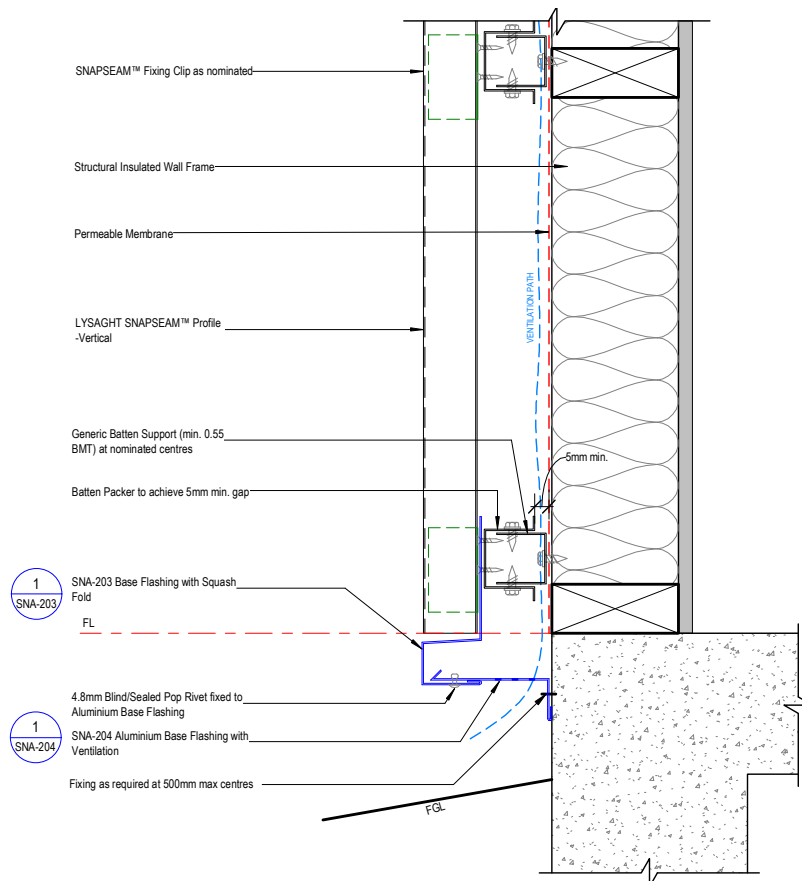 SNAPSEAM™ Fixing Clip as nominated
Structural Insulated Wall Frame
Permeable Membrane
VENTILATION PATH
LYSAGHT SNAPSEAM™ Profile
-Vertical
Generic Batten Support (min. 0.55
BMT) at nominated centres
5mm min.
Batten Packer to achieve 5mm min. gap
1
SNA-203
SNA-203 Base Flashing with Squash
Fold
FL
4.8mm Blind/Sealed Pop Rivet fixed to
Aluminium Base Flashing
1
SNA-204
SNA-204 Aluminium Base Flashing with
Ventilation
Fixing as required at 500mm max centres
FGL